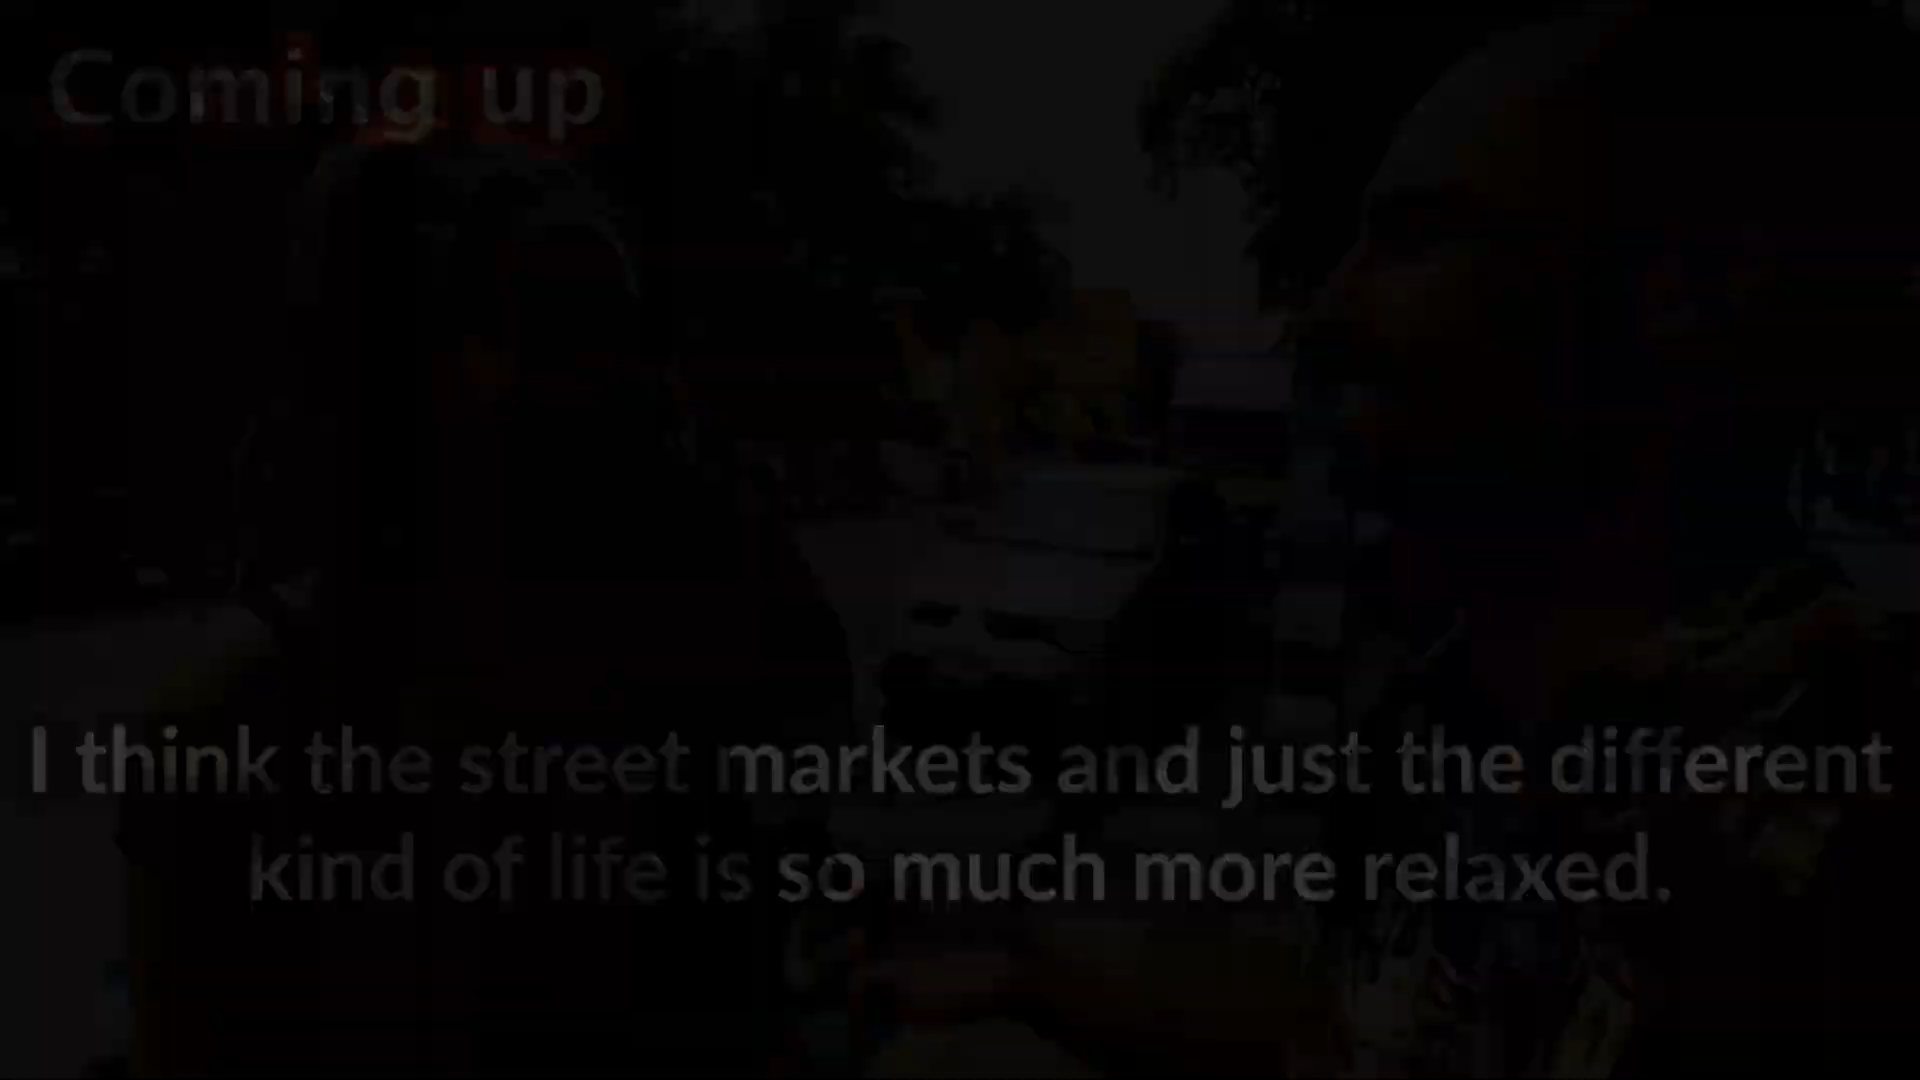 Coming up
I think the street markets and just the different
kind of life is so much more relaxed.